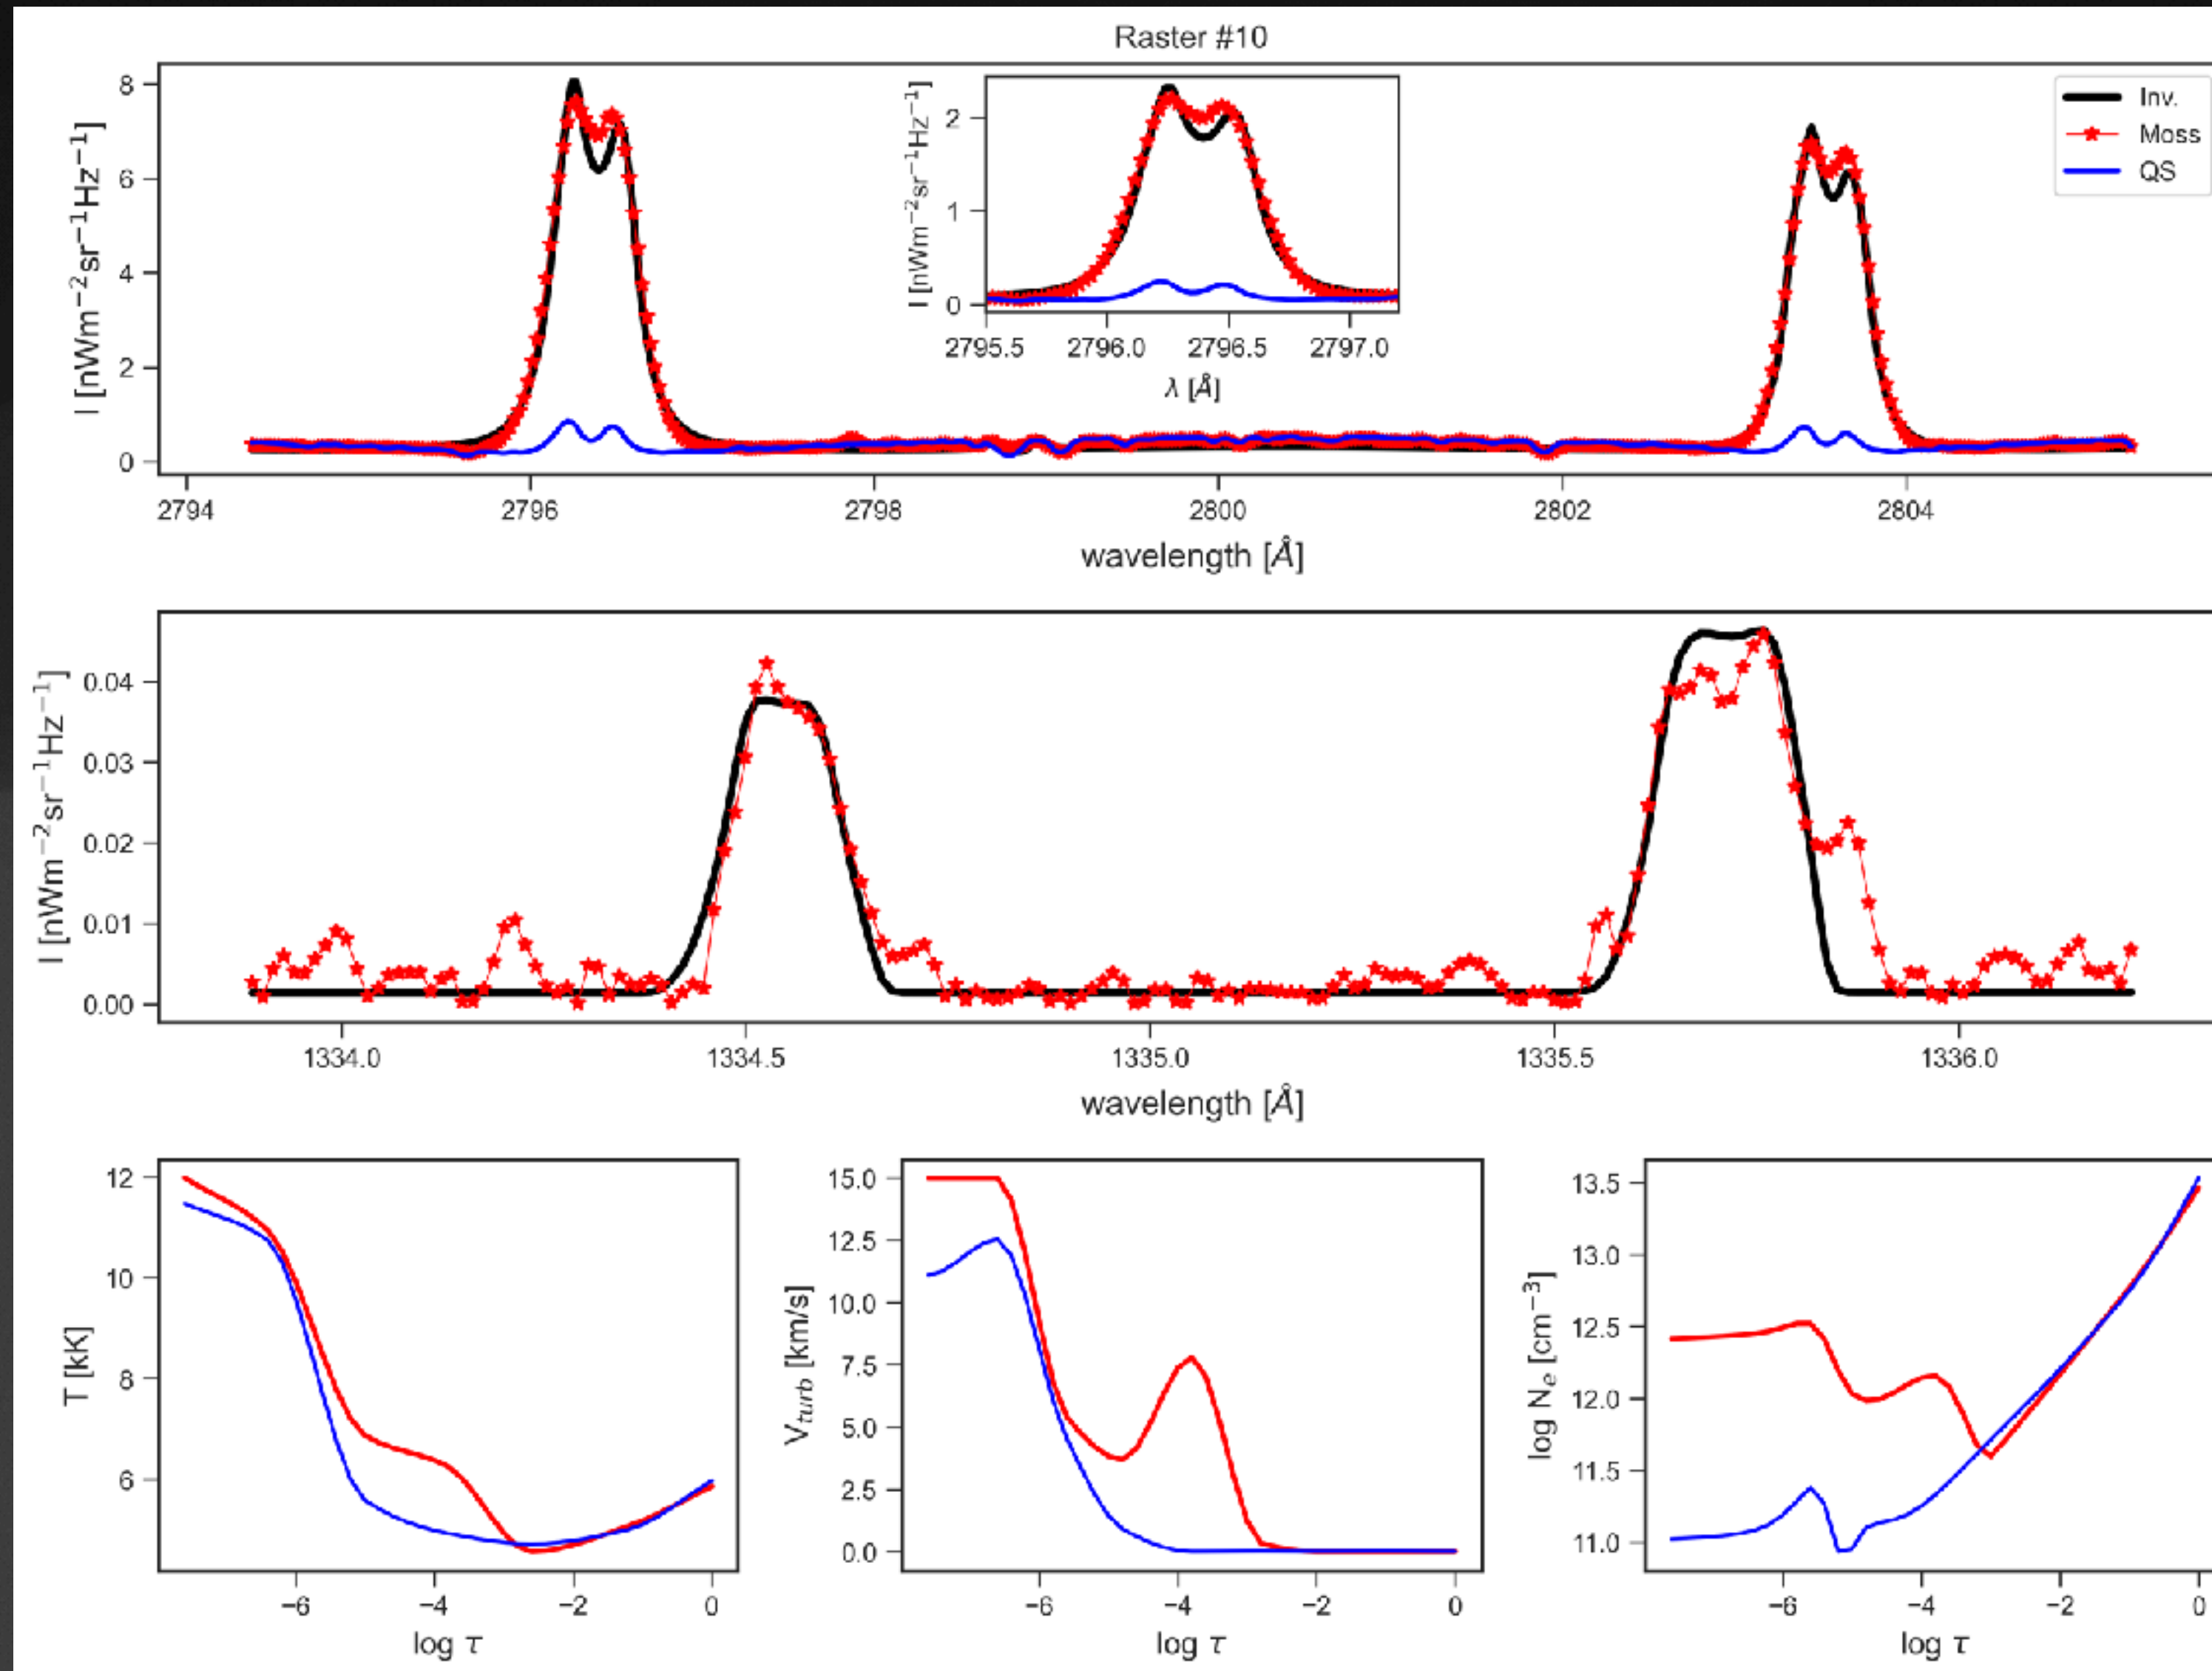 Raster #10
I [nWm⁻²sr⁻¹Hz⁻¹]
8
6
4
2
0
2794 2796 2798 2800 2802 2804
wavelength [Å]
I [nWm⁻²sr⁻¹Hz⁻¹]
2
1
0
2795.5 2796.0 2796.5 2797.0
λ [Å]
Inv.
Moss
QS
I [nWm⁻²sr⁻¹Hz⁻¹]
0.04
0.03
0.02
0.01
0.00
1334.0 1334.5 1335.0 1335.5 1336.0
wavelength [Å]
T [kK]
12
10
8
6
−6 −4 −2 0
log τ
V_turb [km/s]
15.0
12.5
10.0
7.5
5.0
2.5
0.0
−6 −4 −2 0
log τ
log Nₑ [cm⁻³]
13.5
13.0
12.5
12.0
11.5
11.0
−6 −4 −2 0
log τ